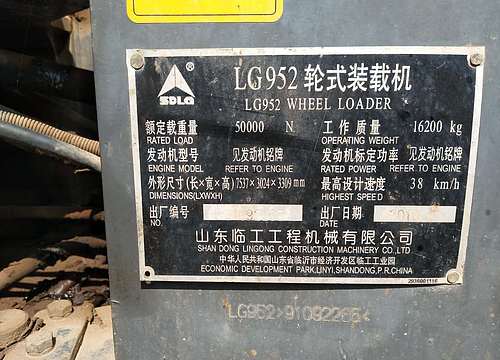 LG
SDLG
®
LG952 轮式装载机
LG952 WHEEL LOADER
额定载重量 50000 N 工作质量 16200 kg
RATED LOAD OPERATING WEIGHT
发动机型号 见发动机铭牌 发动机标定功率 见发动机铭牌
ENGINE MODEL REFER TO ENGINE RATED POWER REFER TO ENGINE
外形尺寸(长×宽×高) 7537×3024×3309 mm 最高设计速度 38 km/h
DIMENSIONS(LXWXH) HIGHEST SPEED
出厂编号 出厂日期
NO. DATE
山东临工工程机械有限公司
SHAN DONG LINGONG CONSTRUCTION MACHINERY CO.,LTD
中华人民共和国山东省临沂市经济开发区临工工业园
ECONOMIC DEVELOPMENT PARK,LINYI,SHANDONG,P.R.CHINA
2936001116